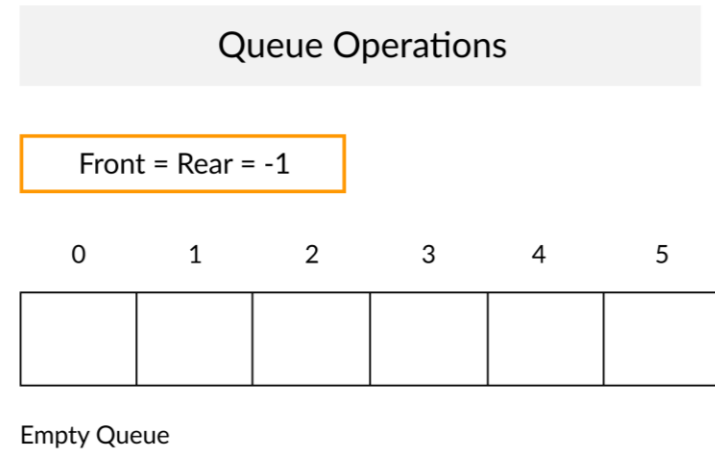 Queue Operations
Front = Rear = -1
0 1 2 3 4 5
Empty Queue